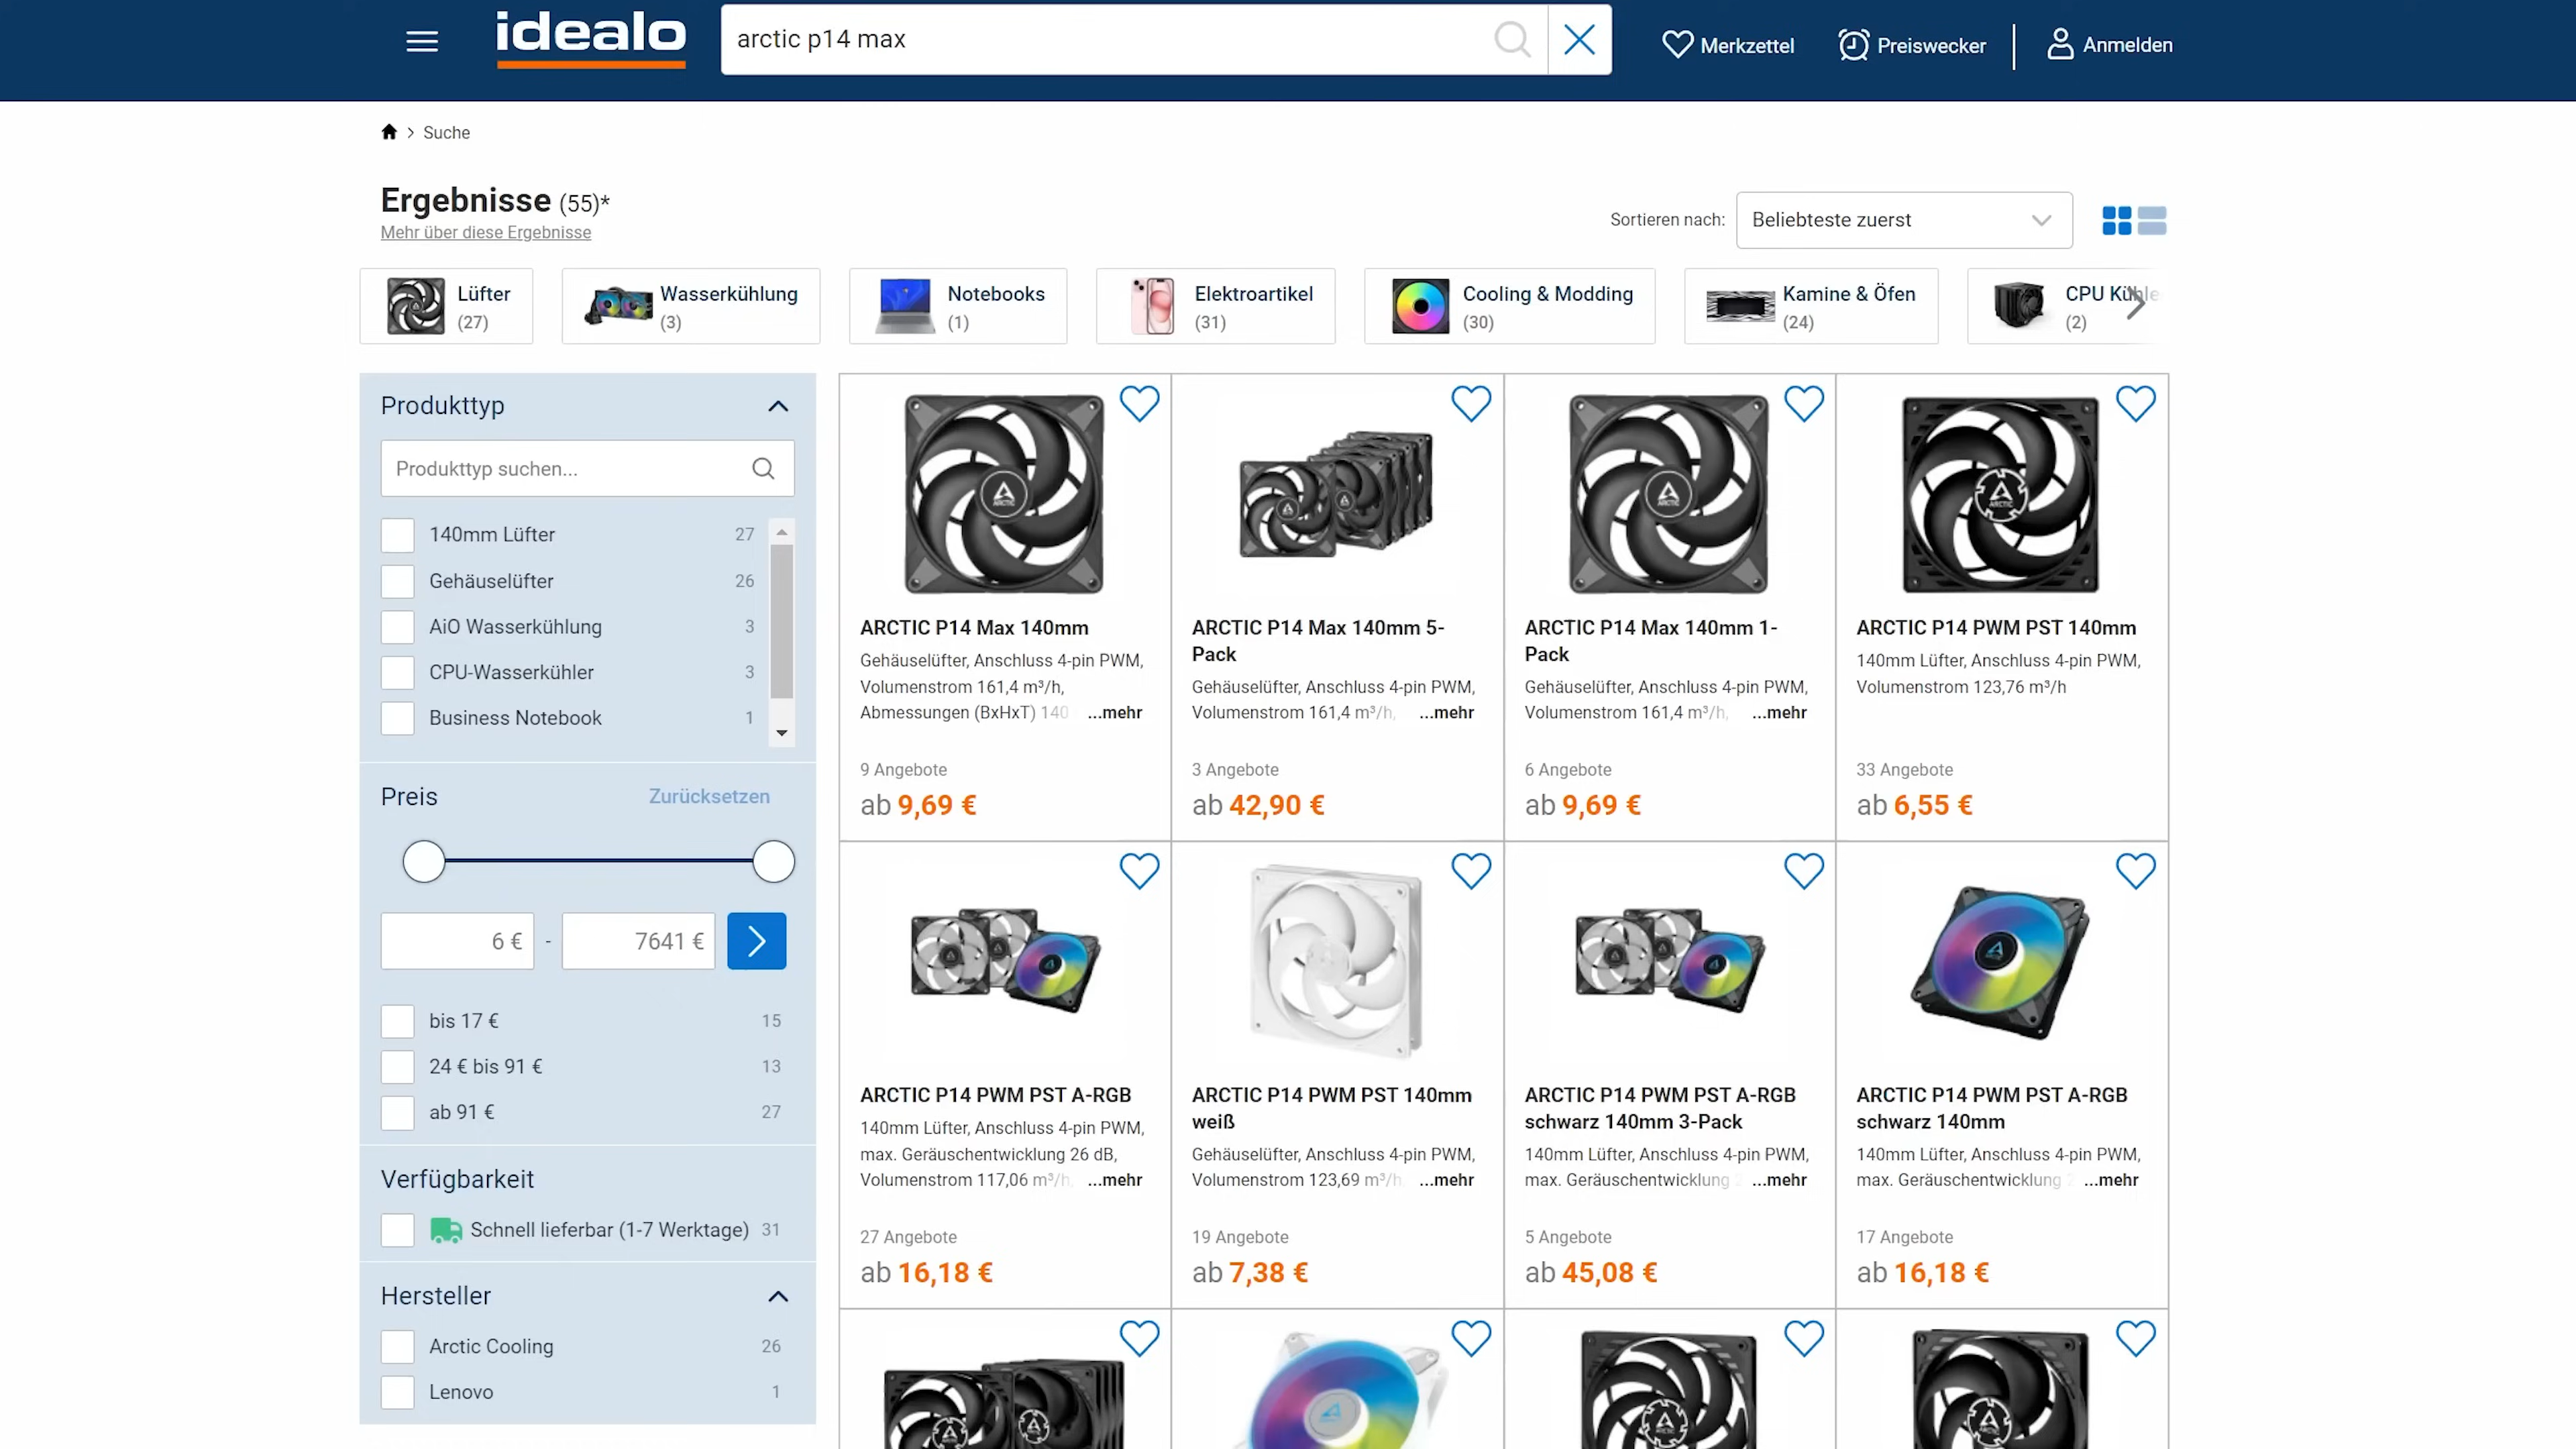 idealo
arctic p14 max
Merkzettel
Preiswecker
Anmelden
Suche
Ergebnisse (55)*
Mehr über diese Ergebnisse
Sortieren nach:
Beliebteste zuerst
Lüfter
(27)
Wasserkühlung
(3)
Notebooks
(1)
Elektroartikel
(31)
Cooling & Modding
(30)
Kamine & Öfen
(24)
CPU Kühle
(2)
Produkttyp
Produkttyp suchen...
140mm Lüfter 27
Gehäuselüfter 26
AiO Wasserkühlung 3
CPU-Wasserkühler 3
Business Notebook 1
Preis
Zurücksetzen
6 € - 7641 €
bis 17 € 15
24 € bis 91 € 13
ab 91 € 27
Verfügbarkeit
Schnell lieferbar (1-7 Werktage) 31
Hersteller
Arctic Cooling 26
Lenovo 1
ARCTIC
ARCTIC P14 Max 140mm
Gehäuselüfter, Anschluss 4-pin PWM,
Volumenstrom 161,4 m³/h,
Abmessungen (BxHxT) 140 ...mehr
9 Angebote
ab 9,69 €
ARCTIC P14 Max 140mm 5-
Pack
Gehäuselüfter, Anschluss 4-pin PWM,
Volumenstrom 161,4 m³/h, ...mehr
3 Angebote
ab 42,90 €
ARCTIC
ARCTIC P14 Max 140mm 1-
Pack
Gehäuselüfter, Anschluss 4-pin PWM,
Volumenstrom 161,4 m³/h, ...mehr
6 Angebote
ab 9,69 €
ARCTIC
ARCTIC P14 PWM PST 140mm
140mm Lüfter, Anschluss 4-pin PWM,
Volumenstrom 123,76 m³/h
33 Angebote
ab 6,55 €
ARCTIC P14 PWM PST A-RGB
140mm Lüfter, Anschluss 4-pin PWM,
max. Geräuschentwicklung 26 dB,
Volumenstrom 117,06 m³/h, ...mehr
27 Angebote
ab 16,18 €
ARCTIC P14 PWM PST 140mm
weiß
Gehäuselüfter, Anschluss 4-pin PWM,
Volumenstrom 123,69 m³/h, ...mehr
19 Angebote
ab 7,38 €
ARCTIC P14 PWM PST A-RGB
schwarz 140mm 3-Pack
140mm Lüfter, Anschluss 4-pin PWM,
max. Geräuschentwicklung ...mehr
5 Angebote
ab 45,08 €
ARCTIC P14 PWM PST A-RGB
schwarz 140mm
140mm Lüfter, Anschluss 4-pin PWM,
max. Geräuschentwicklung ...mehr
17 Angebote
ab 16,18 €